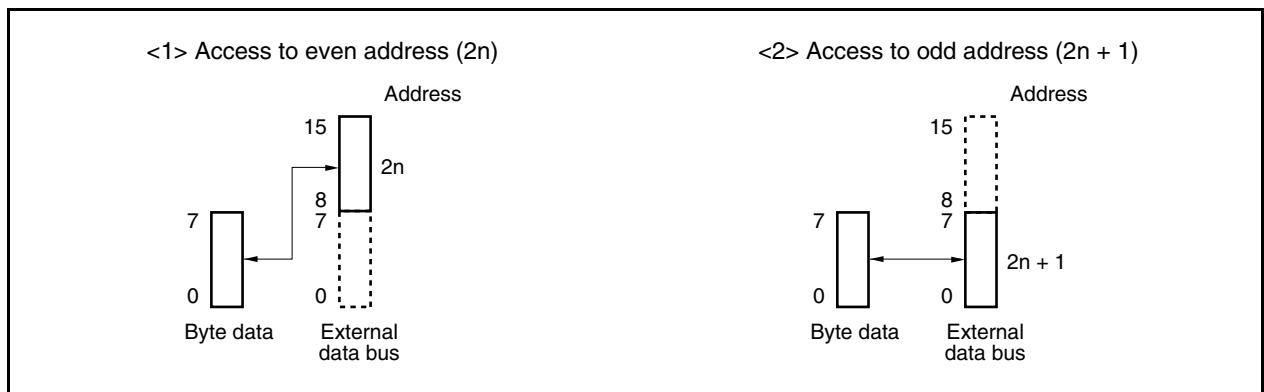 <1> Access to even address (2n)
Address
15
2n
8
7
7
0
0
Byte data
External
data bus
<2> Access to odd address (2n + 1)
Address
15
8
7
7
2n + 1
0
0
Byte data
External
data bus